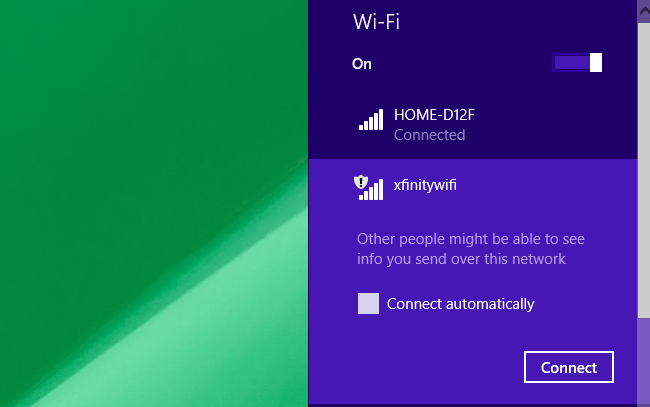 Wi-Fi
On
HOME-D12F
Connected
xfinitywifi
Other people might be able to see
info you send over this network
Connect automatically
Connect